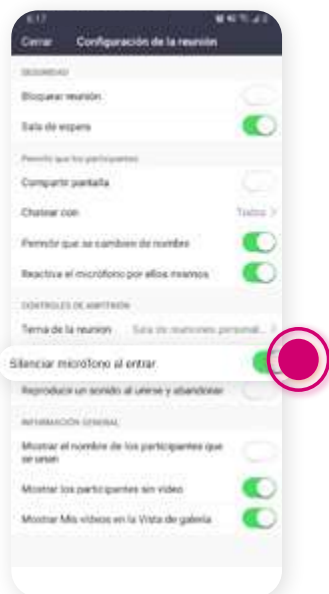 6:17
Cerrar Configuración de la reunión
SEGURIDAD
Bloquear reunión
Sala de espera
Permitir que los participantes
Compartir pantalla
Chatear con Todos >
Permitir que se cambien de nombre
Reactive el micrófono por ellos mismos
CONTROLES DE ANFITRIÓN
Tema de la reunión Sala de reuniones personal... >
Silenciar micrófono al entrar
Reproducir un sonido al unirse y abandonar
INFORMACIÓN GENERAL
Mostrar el nombre de los participantes que
se unan
Mostrar los participantes sin video
Mostrar Mis videos en la Vista de galería